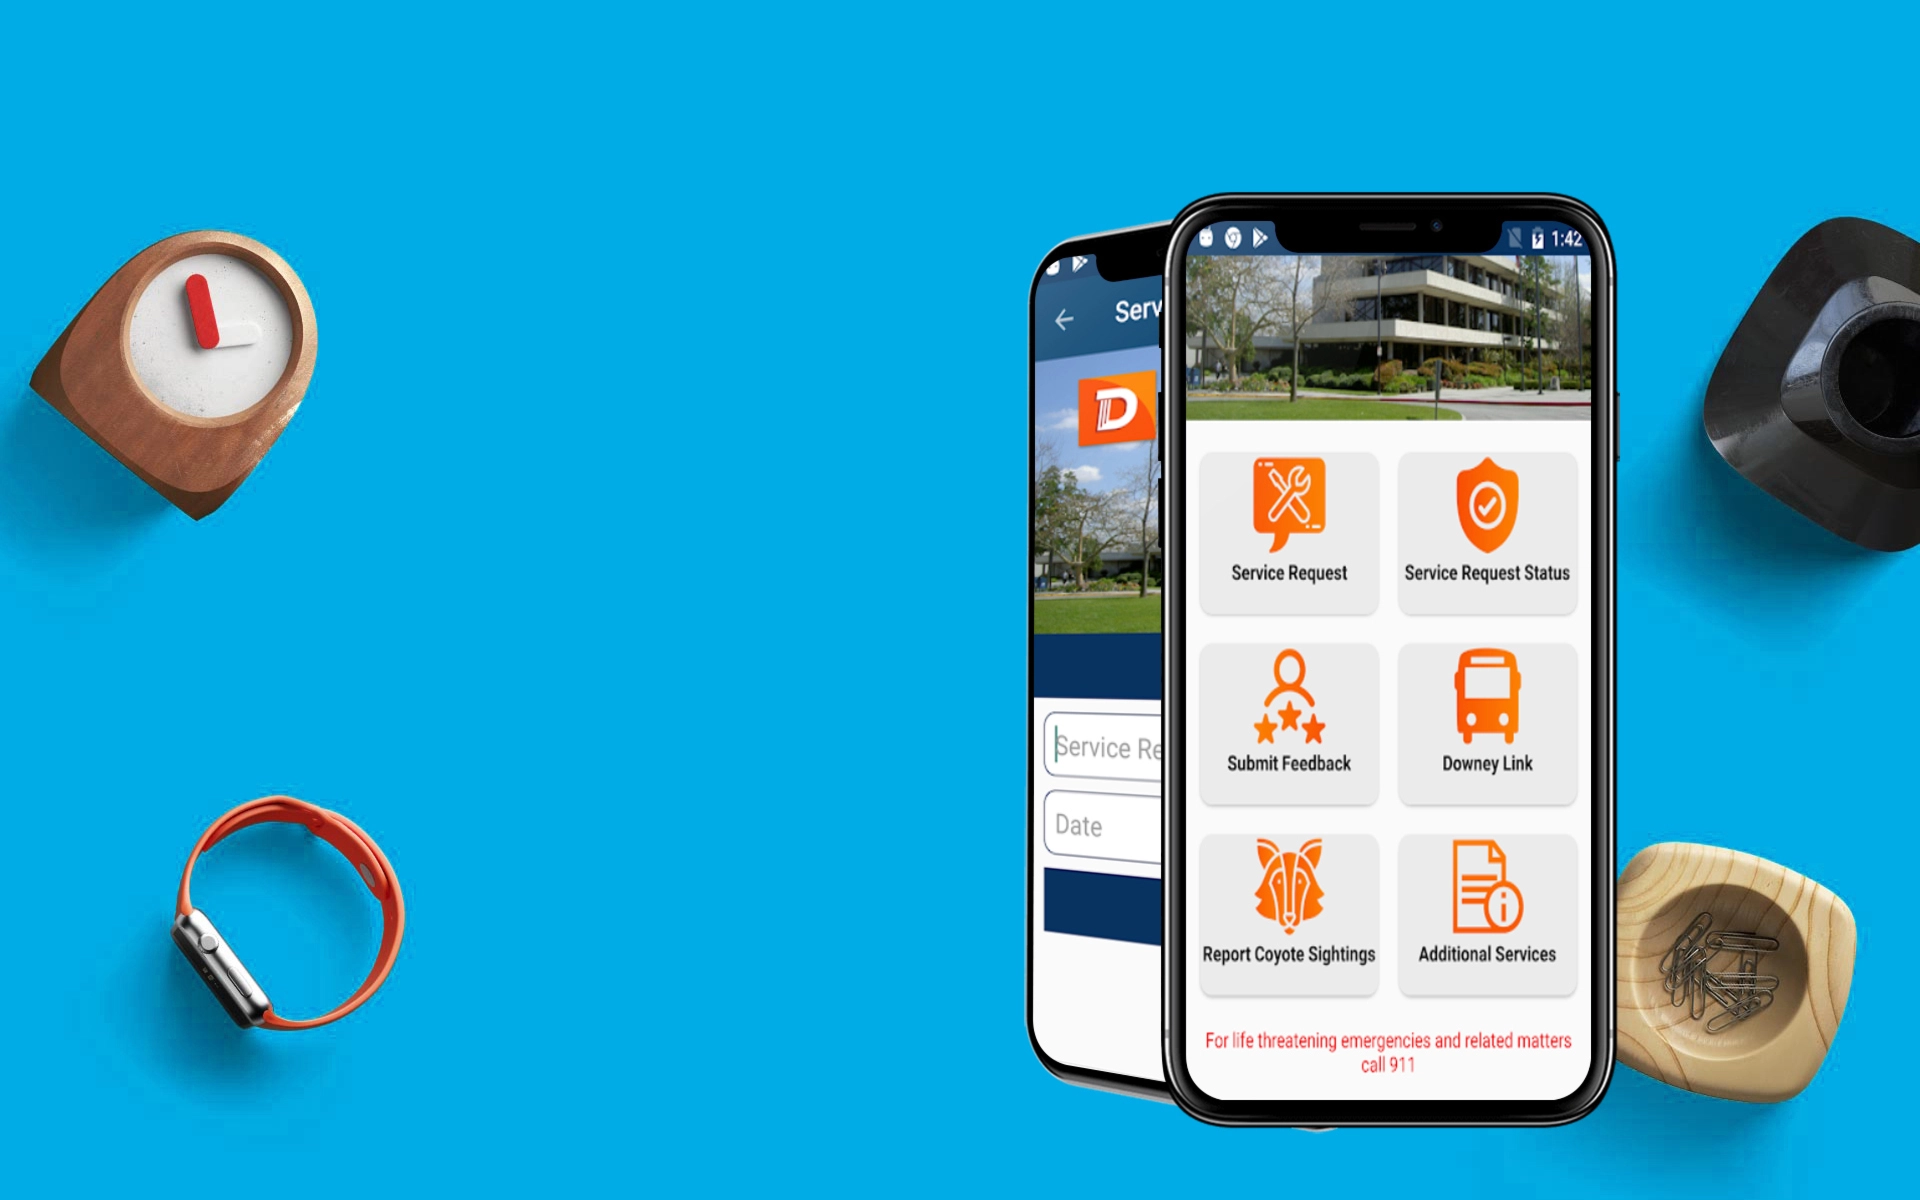 Serv
D
Service Re
Date
1:42
Service Request
Service Request Status
Submit Feedback
Downey Link
Report Coyote Sightings
Additional Services
For life threatening emergencies and related matters
call 911